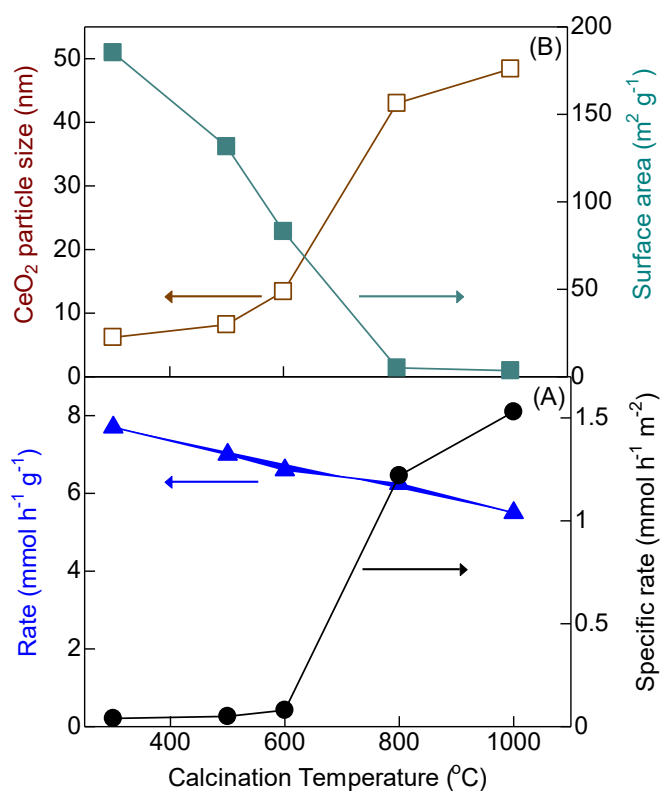 (B)
CeO₂ particle size (nm)
50
40
30
20
10
0
200
150
100
50
0
Surface area (m² g⁻¹)
(A)
Rate (mmol h⁻¹ g⁻¹)
8
6
4
2
0
1.5
1
0.5
0
Specific rate (mmol h⁻¹ m⁻²)
400 600 800 1000
Calcination Temperature (°C)